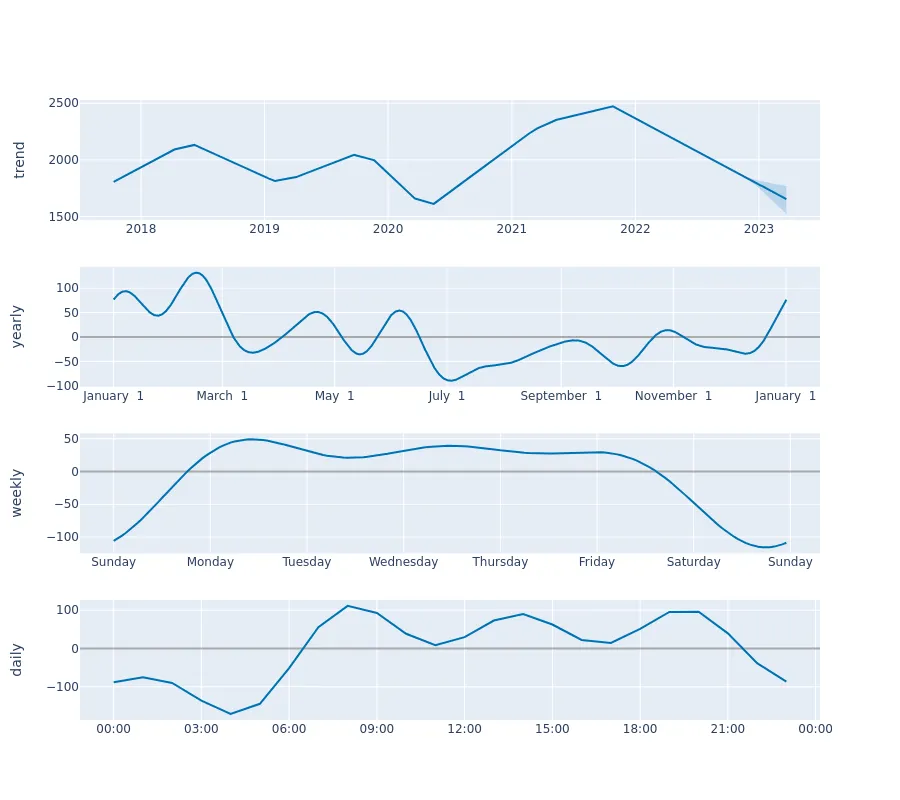 trend
2500
2000
1500
2018 2019 2020 2021 2022 2023
yearly
100
50
0
−50
−100
January 1 March 1 May 1 July 1 September 1 November 1 January 1
weekly
50
0
−50
−100
Sunday Monday Tuesday Wednesday Thursday Friday Saturday Sunday
daily
100
0
−100
00:00 03:00 06:00 09:00 12:00 15:00 18:00 21:00 00:00